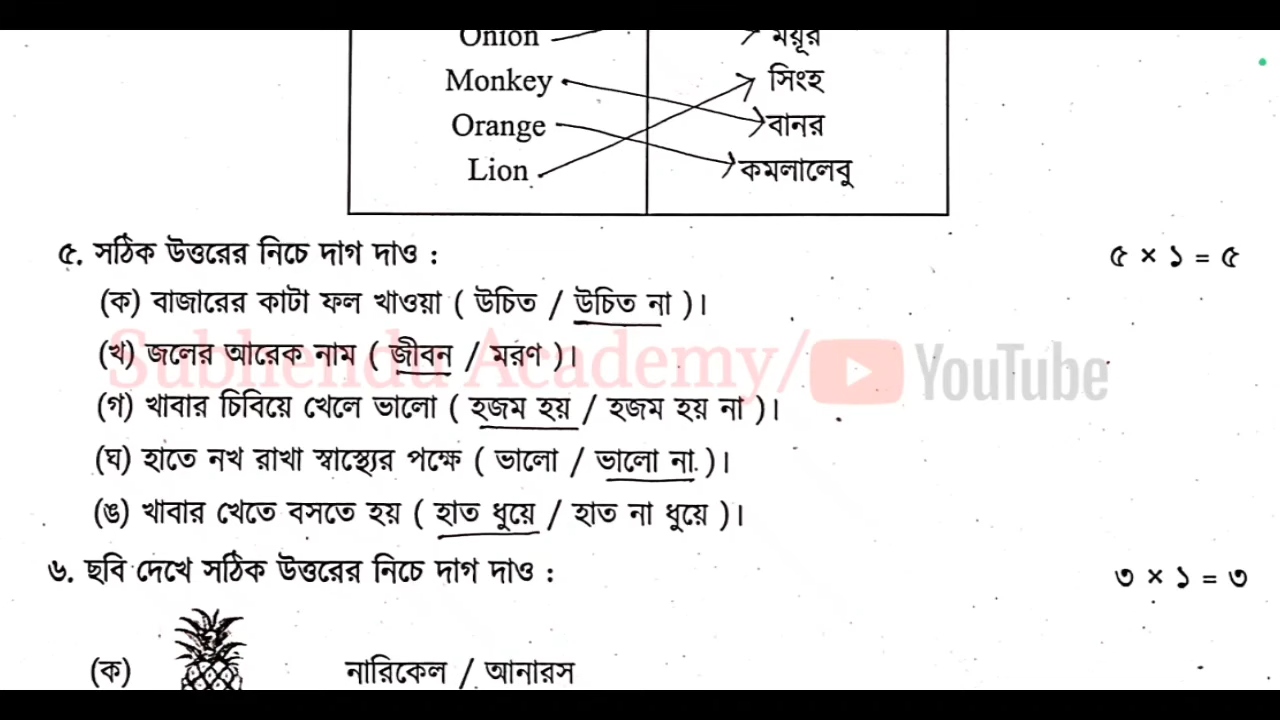 Onion ময়ূর
Monkey সিংহ
Orange বানর
Lion কমলালেবু
৫. সঠিক উত্তরের নিচে দাগ দাও : ৫ × ১ = ৫
(ক) বাজারের কাটা ফল খাওয়া ( উচিত / উচিত না )।
(খ) জলের আরেক নাম ( জীবন / মরণ )।
Subhendu Academy/ YouTube
(গ) খাবার চিবিয়ে খেলে ভালো ( হজম হয় / হজম হয় না )।
(ঘ) হাতে নখ রাখা স্বাস্থ্যের পক্ষে ( ভালো / ভালো না )।
(ঙ) খাবার খেতে বসতে হয় ( হাত ধুয়ে / হাত না ধুয়ে )।
৬. ছবি দেখে সঠিক উত্তরের নিচে দাগ দাও : ৩ × ১ = ৩
(ক) নারিকেল / আনারস